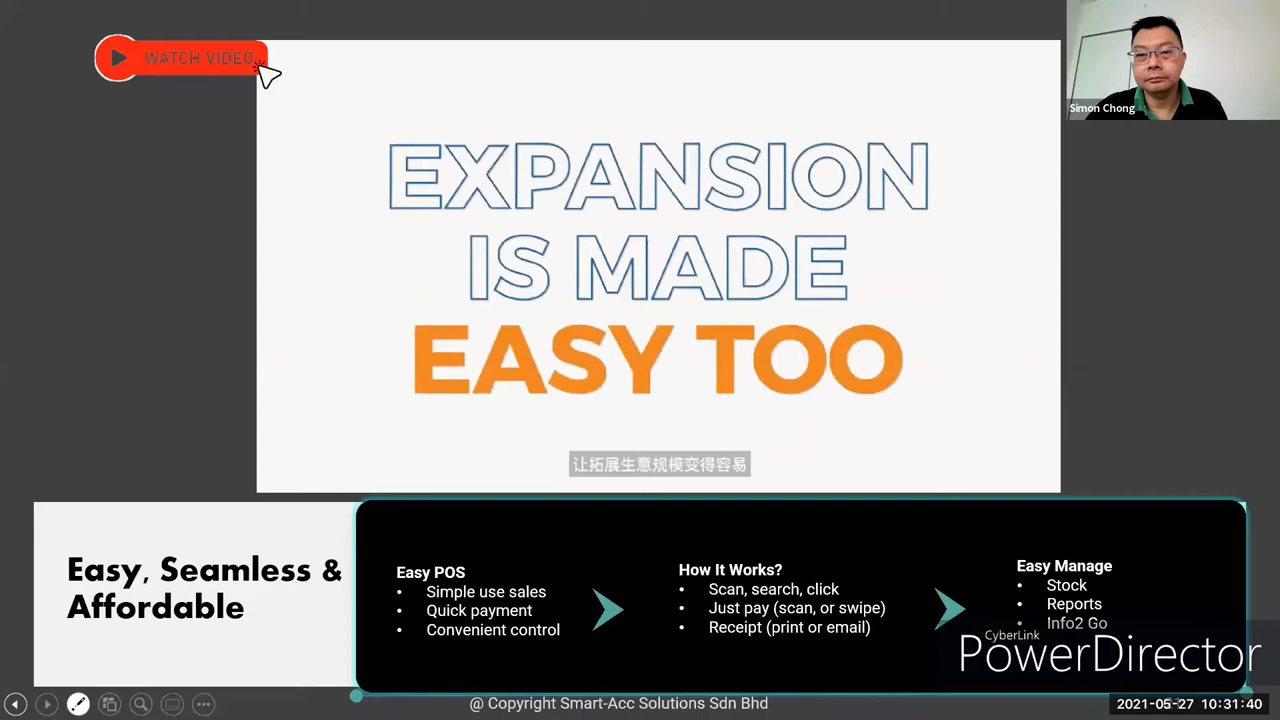 WATCH VIDEO
Simon Chong
EXPANSION
IS MADE
EASY TOO
让拓展生意规模变得容易
Easy, Seamless &
Affordable
Easy POS
• Simple use sales
• Quick payment
• Convenient control
How It Works?
• Scan, search, click
• Just pay (scan, or swipe)
• Receipt (print or email)
Easy Manage
• Stock
• Reports
• Info2 Go
CyberLink
PowerDirector
@ Copyright Smart-Acc Solutions Sdn Bhd
2021-05-27 10:31:40